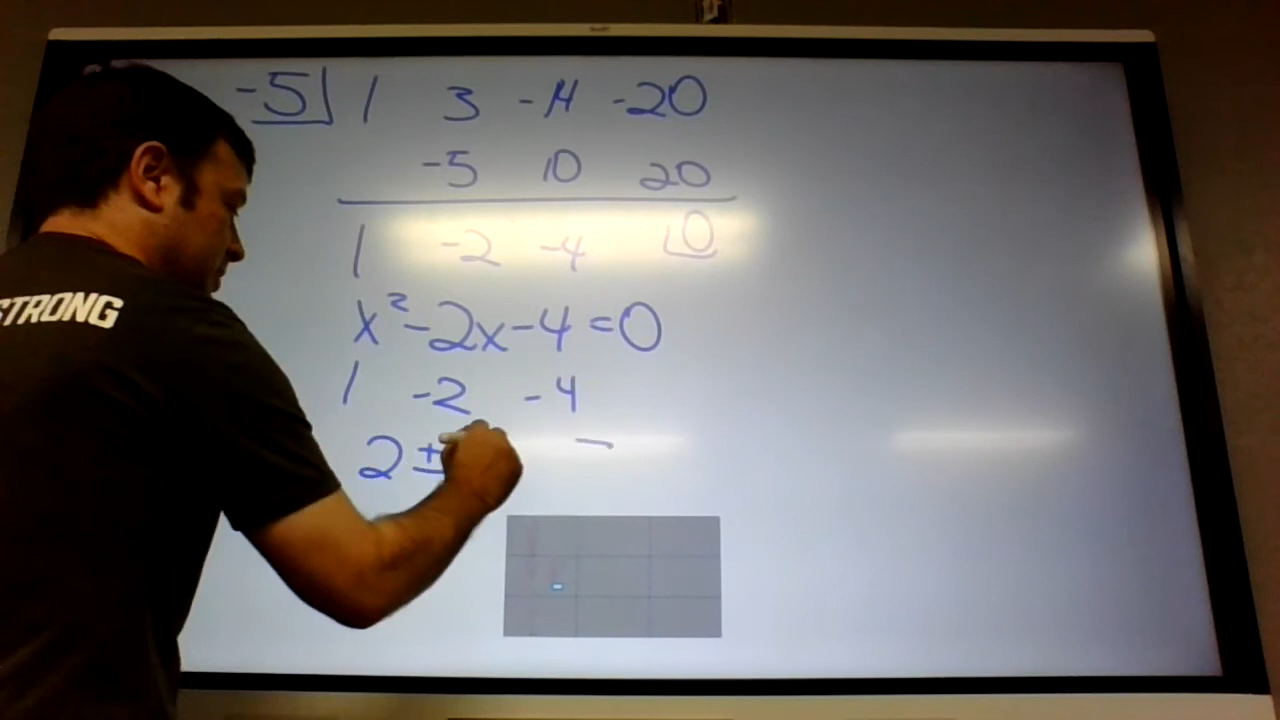 -5 1 3 -14 -20
-5 10 20
1 -2 -4 0
x²-2x-4=0
1 -2 -4
2 ±
STRONG